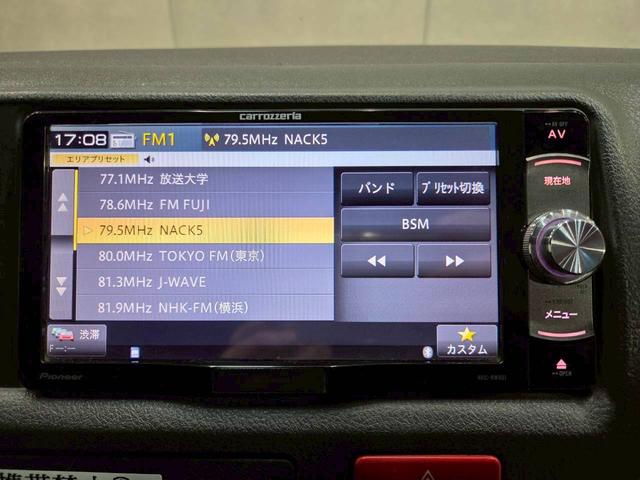 carrozzeria
17:08 FM1 79.5MHz NACK5
エリアプリセット
77.1MHz 放送大学
78.6MHz FM FUJI
79.5MHz NACK5
80.0MHz TOKYO FM(東京)
81.3MHz J-WAVE
81.9MHz NHK-FM(横浜)
バンド プリセット切換
BSM
渋滞
F --:--
カスタム
AV OFF
AV
現在地
メニュー
OPEN
Pioneer